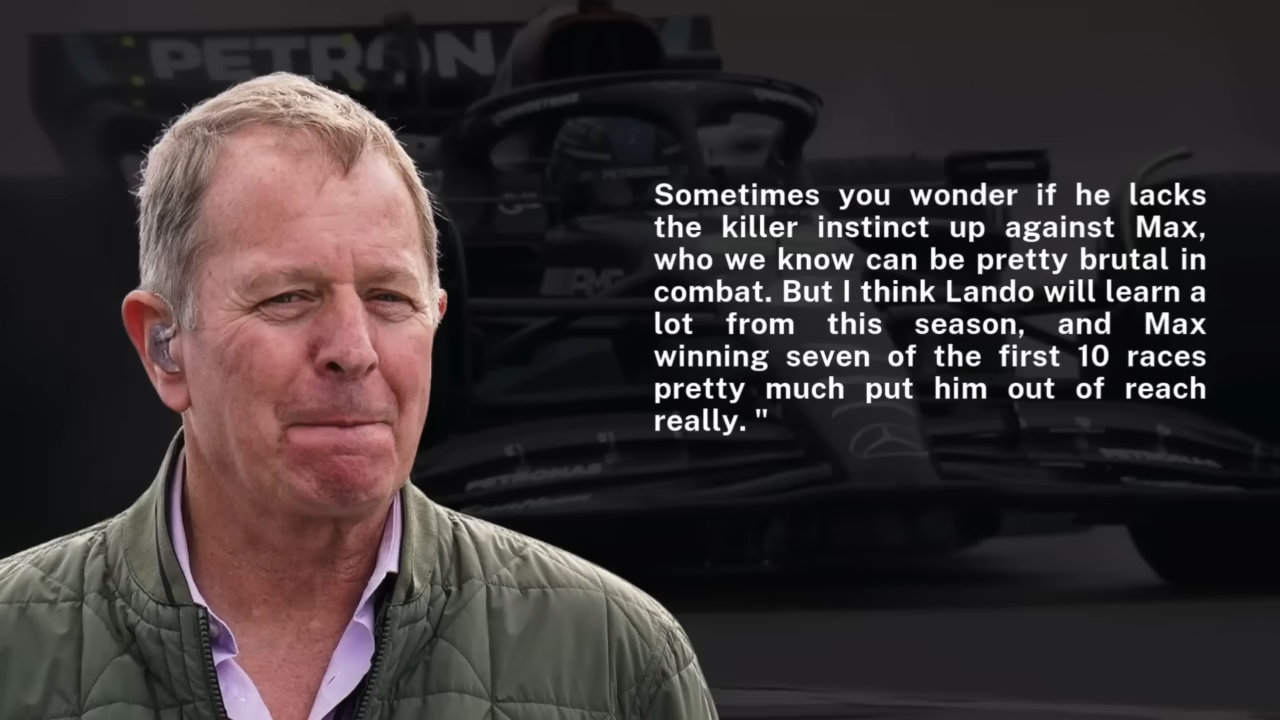 PETRON
Sometimes you wonder if he lacks
the killer instinct up against Max,
who we know can be pretty brutal in
combat. But I think Lando will learn a
lot from this season, and Max
winning seven of the first 10 races
pretty much put him out of reach
really. "
PETRONAS